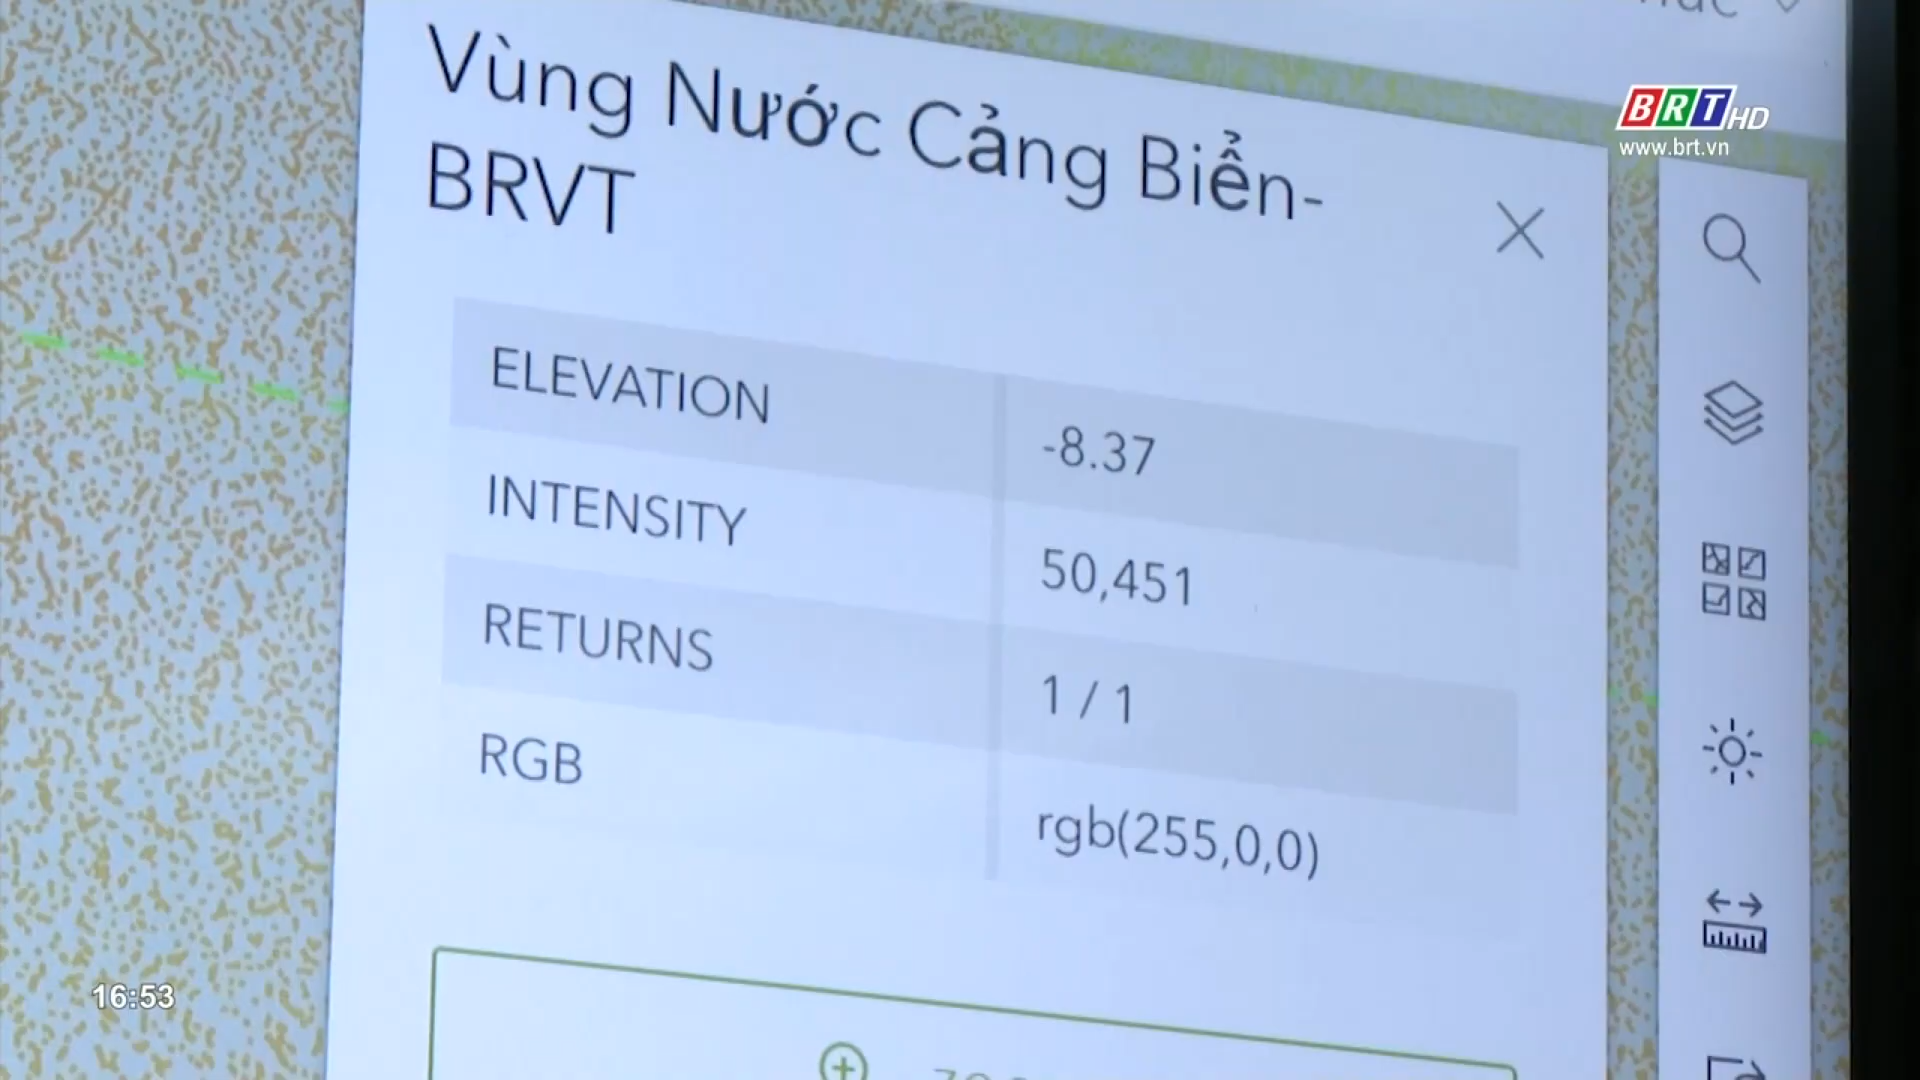 Vùng Nước Cảng Biển-
BRVT
BRT HD
www.brt.vn
ELEVATION
-8.37
INTENSITY
50,451
RETURNS
1 / 1
RGB
rgb(255,0,0)
16:53